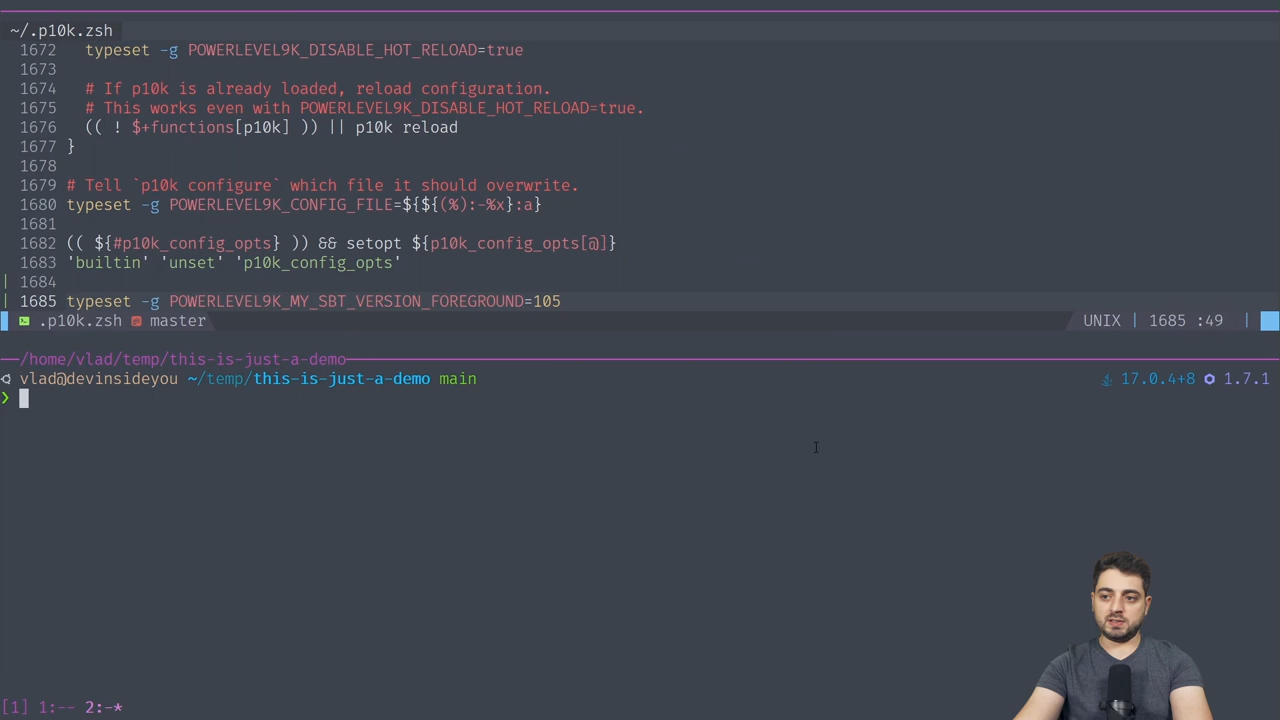 ~/.p10k.zsh
1672 typeset -g POWERLEVEL9K_DISABLE_HOT_RELOAD=true
1673
1674 # If p10k is already loaded, reload configuration.
1675 # This works even with POWERLEVEL9K_DISABLE_HOT_RELOAD=true.
1676 (( ! $+functions[p10k] )) || p10k reload
1677 }
1678
1679 # Tell `p10k configure` which file it should overwrite.
1680 typeset -g POWERLEVEL9K_CONFIG_FILE=${${(%):-%x}:a}
1681
1682 (( ${#p10k_config_opts} )) && setopt ${p10k_config_opts[@]}
1683 'builtin' 'unset' 'p10k_config_opts'
1684
1685 typeset -g POWERLEVEL9K_MY_SBT_VERSION_FOREGROUND=105
.p10k.zsh master UNIX | 1685 :49 |
/home/vlad/temp/this-is-just-a-demo
vlad@devinsideyou ~/temp/this-is-just-a-demo main 17.0.4+8 1.7.1
❯
[1] 1:-- 2:-*